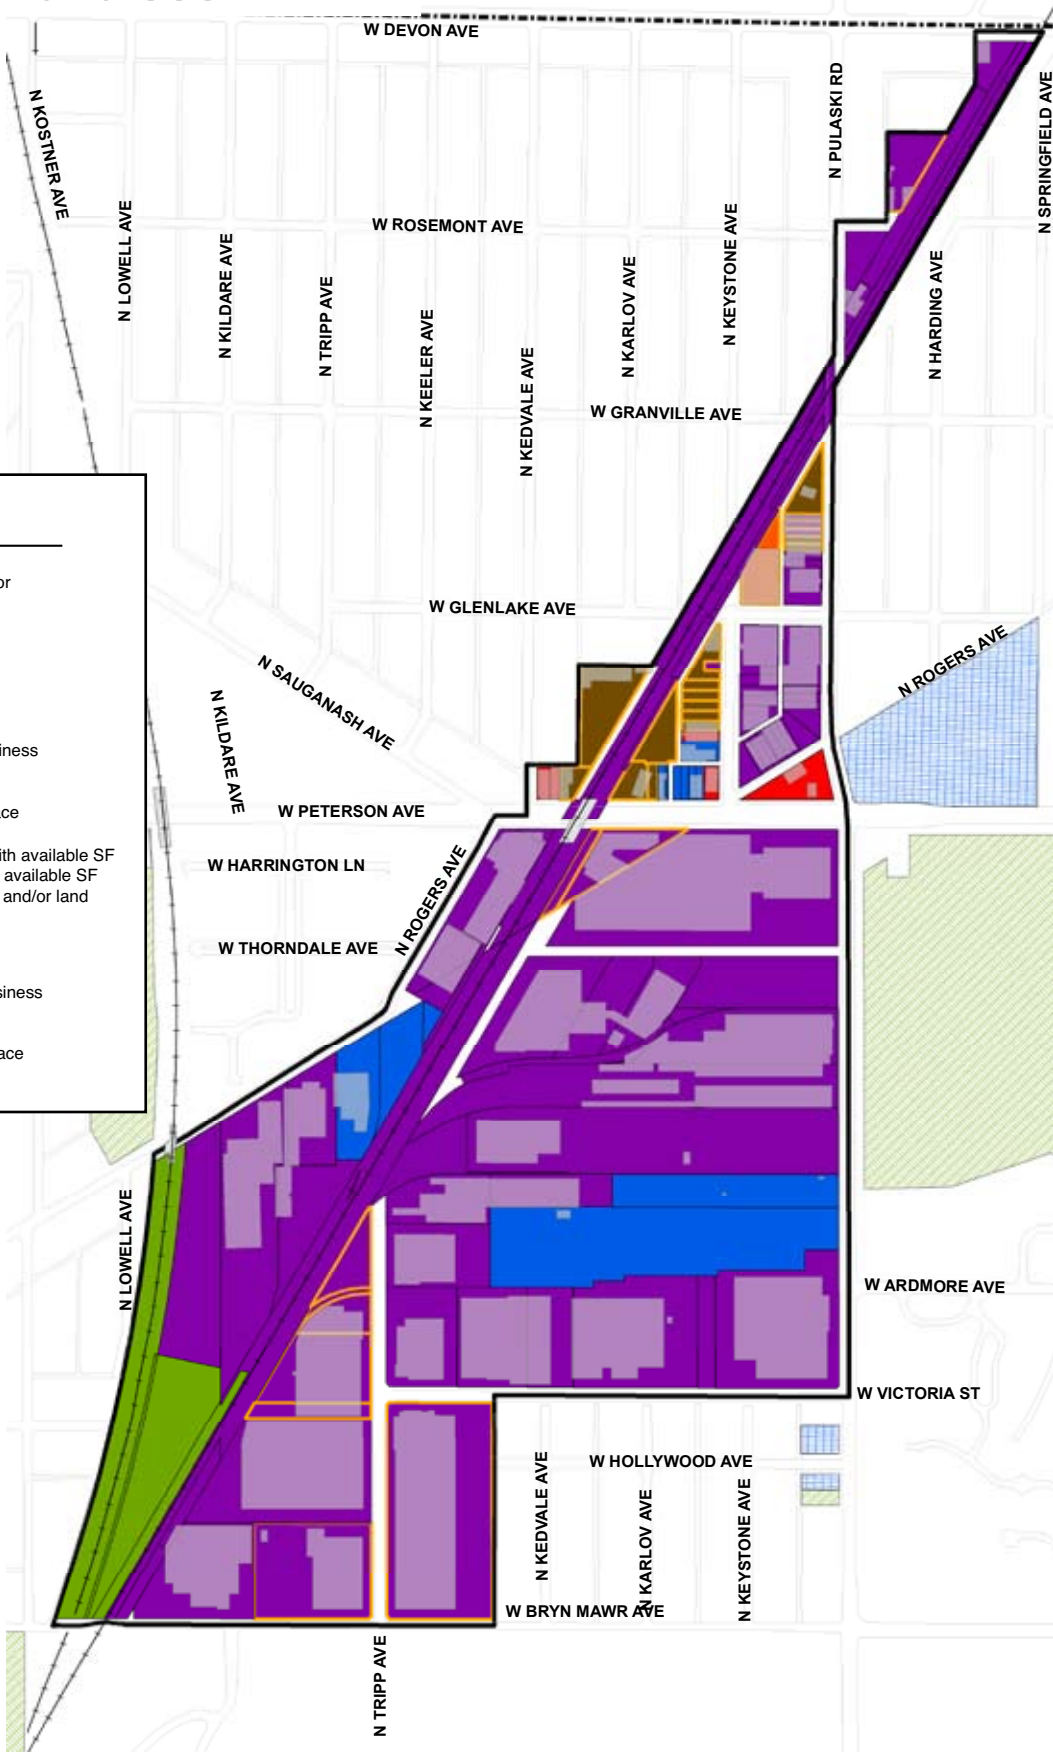 W DEVON AVE
N KOSTNER AVE
N PULASKI RD
N SPRINGFIELD AVE
N LOWELL AVE
N KILDARE AVE
W ROSEMONT AVE
N TRIPP AVE
N KEELER AVE
N KEDVALE AVE
N KARLOV AVE
N KEYSTONE AVE
N HARDING AVE
W GRANVILLE AVE
or
iness
ace
ith available SF
available SF
and/or land
siness
ace
W GLENLAKE AVE
N SAUGANASH AVE
N ROGERS AVE
N KILDARE AVE
W PETERSON AVE
W HARRINGTON LN
N ROGERS AVE
W THORNDALE AVE
N LOWELL AVE
W ARDMORE AVE
W VICTORIA ST
W HOLLYWOOD AVE
N KEDVALE AVE
N KARLOV AVE
N KEYSTONE AVE
W BRYN MAWR AVE
N TRIPP AVE